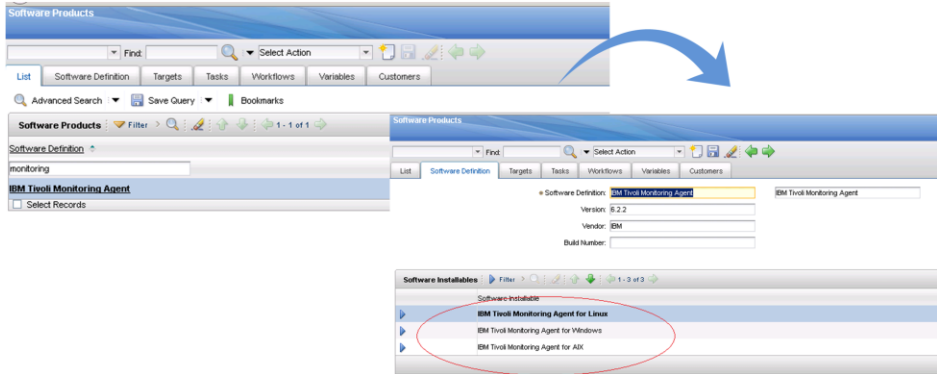 Software Products
Find:
Select Action
List Software Definition Targets Tasks Workflows Variables Customers
Advanced Search Save Query Bookmarks
Software Products Filter 1 - 1 of 1
Software Definition
monitoring
IBM Tivoli Monitoring Agent
Select Records
Software Products
Find:
Select Action
List Software Definition Targets Tasks Workflows Variables Customers
Software Definition: IBM Tivoli Monitoring Agent IBM Tivoli Monitoring Agent
Version: 6.2.2
Vendor: IBM
Build Number:
Software Installables Filter 1 - 3 of 3
Software Installable
IBM Tivoli Monitoring Agent for Linux
IBM Tivoli Monitoring Agent for Windows
IBM Tivoli Monitoring Agent for AIX